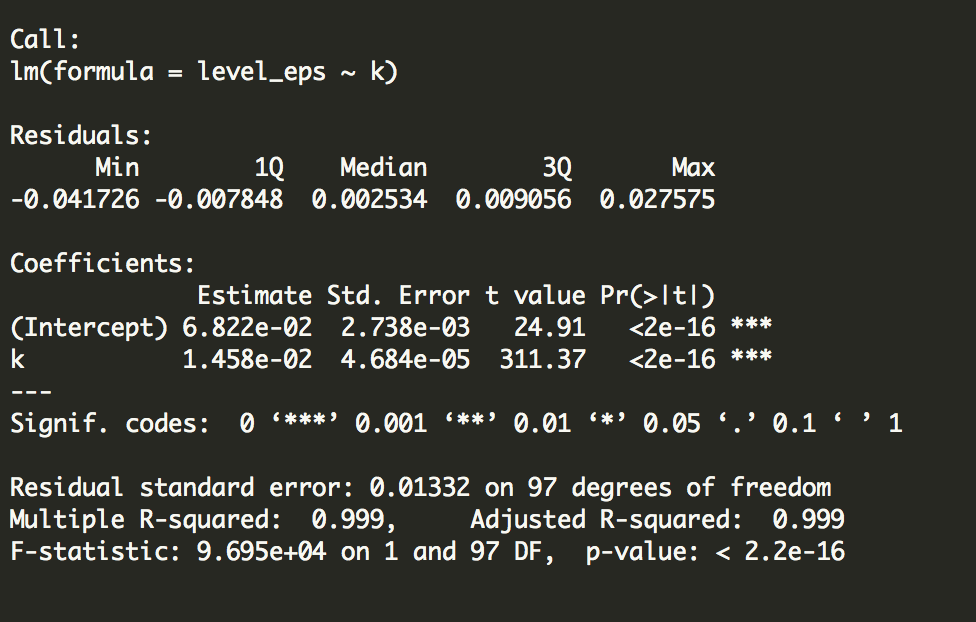 Call:
lm(formula = level_eps ~ k)
Residuals:
      Min        1Q    Median        3Q       Max
-0.041726 -0.007848  0.002534  0.009056  0.027575
Coefficients:
             Estimate Std. Error t value Pr(>|t|)
(Intercept) 6.822e-02  2.738e-03   24.91   <2e-16 ***
k           1.458e-02  4.684e-05  311.37   <2e-16 ***
---
Signif. codes:  0 ‘***’ 0.001 ‘**’ 0.01 ‘*’ 0.05 ‘.’ 0.1 ‘ ’ 1
Residual standard error: 0.01332 on 97 degrees of freedom
Multiple R-squared:  0.999,     Adjusted R-squared:  0.999
F-statistic: 9.695e+04 on 1 and 97 DF,  p-value: < 2.2e-16